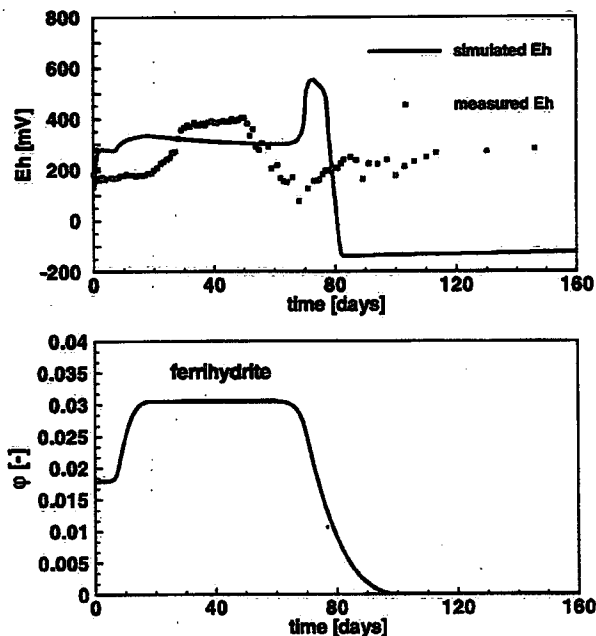 800
600
400
200
0
-200
Eh [mV]
simulated Eh
measured Eh
0 40 80 120 160
time [days]
0.04
0.035
0.03
0.025
0.02
0.015
0.01
0.005
0
φ [-]
ferrihydrite
0 40 80 120 160
time [days]